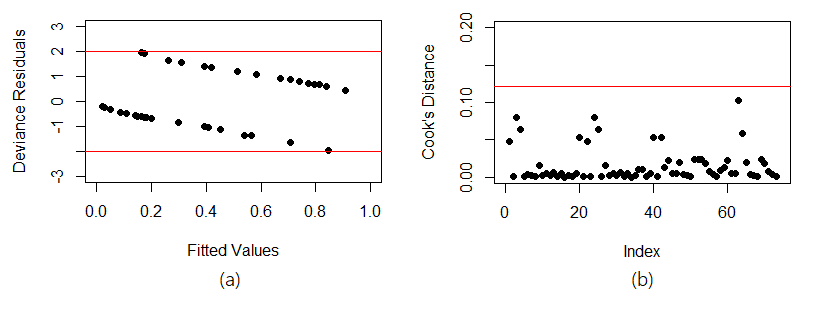 Deviance Residuals
3
2
1
0
-1
-3
0.0 0.2 0.4 0.6 0.8 1.0
Fitted Values
(a)
Cook's Distance
0.20
0.10
0.00
0 20 40 60
Index
(b)